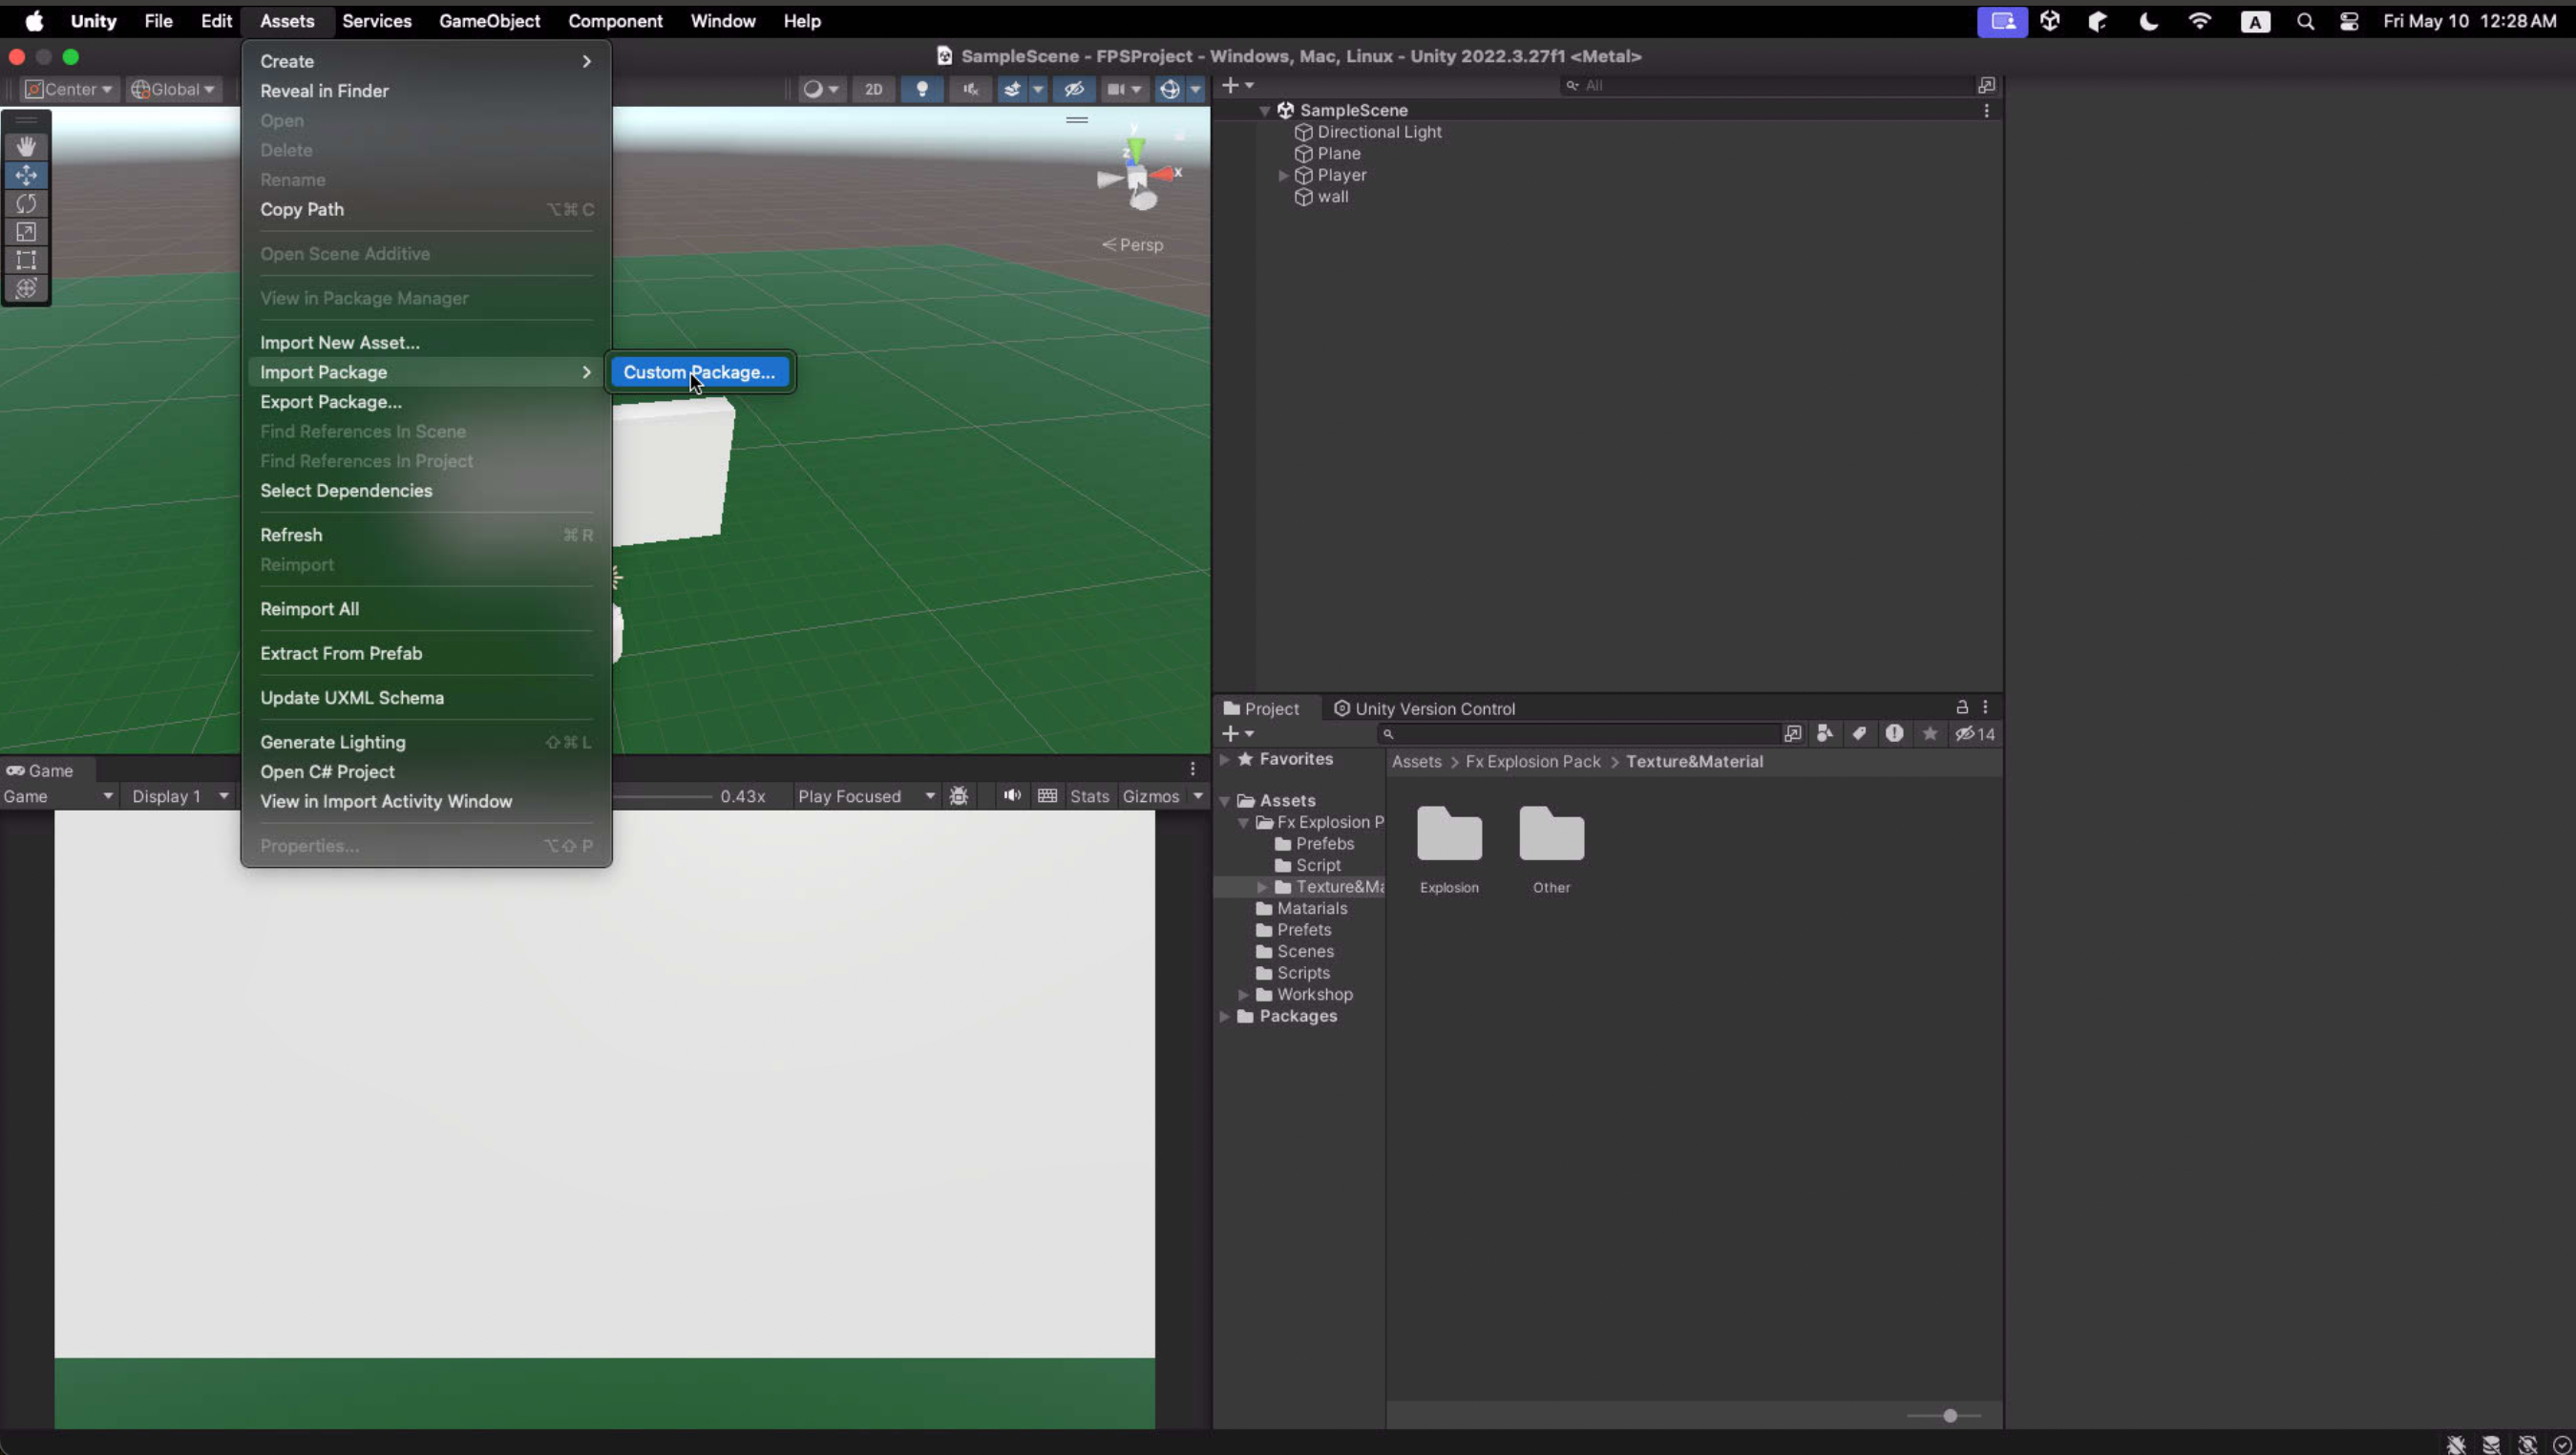 Unity File Edit Assets Services GameObject Component Window Help A Fri May 10 12:28 AM
SampleScene - FPSProject - Windows, Mac, Linux - Unity 2022.3.27f1 <Metal>
Center Global 2D
Create
Reveal in Finder
Open
Delete
Rename
Copy Path ⌥⌘C
Open Scene Additive
View in Package Manager
Import New Asset...
Import Package
Custom Package...
Export Package...
Find References In Scene
Find References In Project
Select Dependencies
Refresh ⌘R
Reimport
Reimport All
Extract From Prefab
Update UXML Schema
Generate Lighting ⇧⌘L
Open C# Project
View in Import Activity Window
Properties... ⌥⇧P
y
z
x
Persp
All
SampleScene
Directional Light
Plane
Player
wall
Game
Game Display 1 0.43x Play Focused Stats Gizmos
Project Unity Version Control
14
Favorites
Assets > Fx Explosion Pack > Texture&Material
Assets
Fx Explosion P
Prefebs
Script
Texture&Ma
Matarials
Prefets
Scenes
Scripts
Workshop
Packages
Explosion
Other